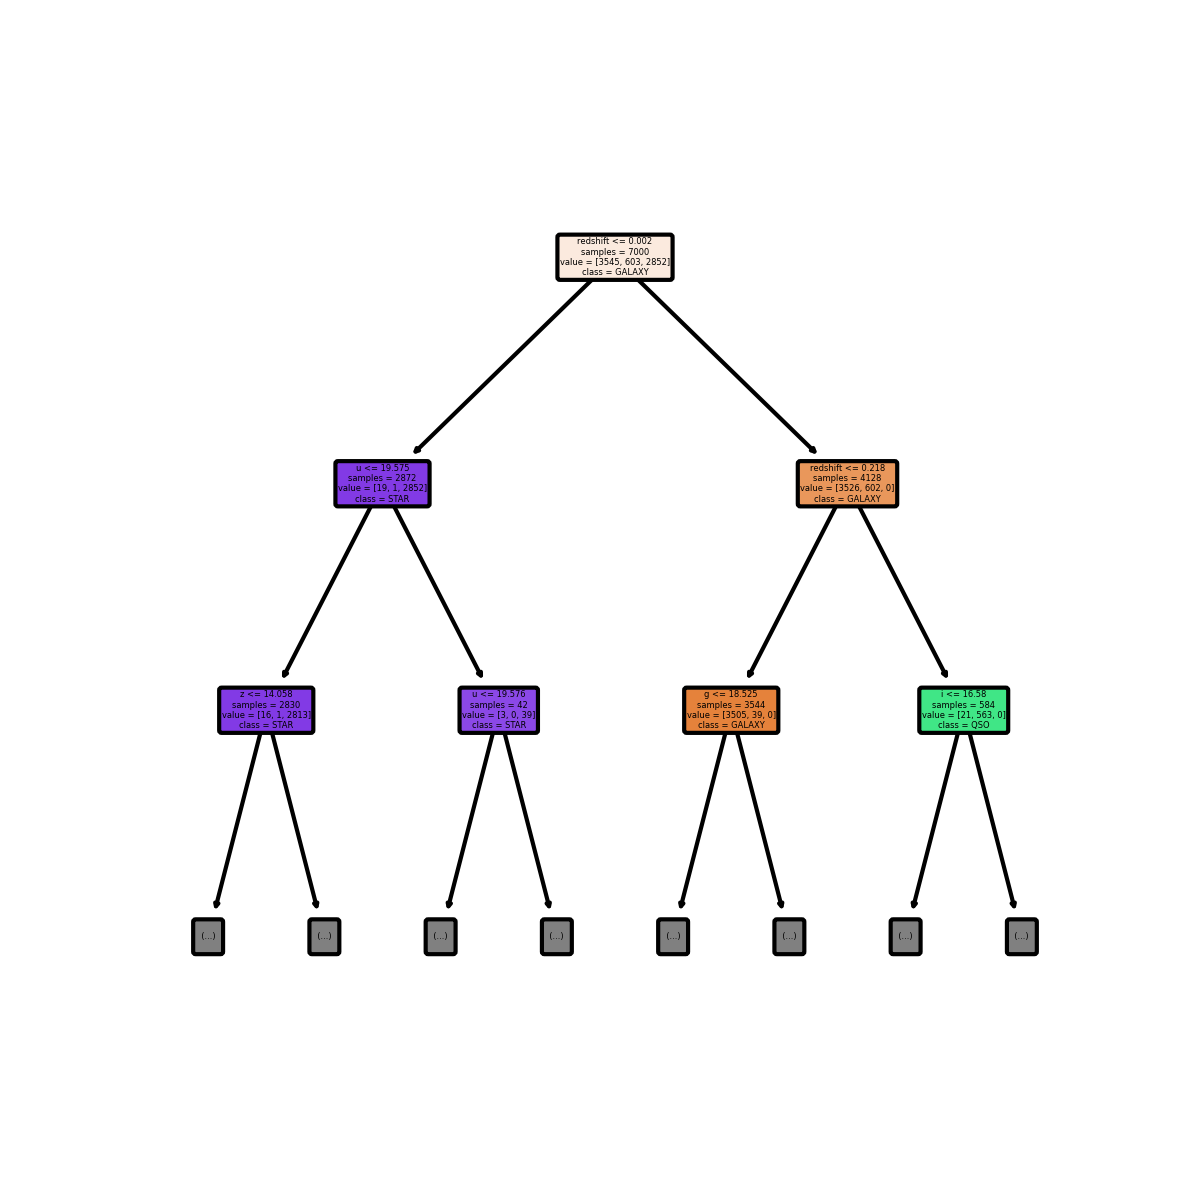 redshift <= 0.002
samples = 7000
value = [3545, 603, 2852]
class = GALAXY
u <= 19.575
samples = 2872
value = [19, 1, 2852]
class = STAR
redshift <= 0.218
samples = 4128
value = [3526, 602, 0]
class = GALAXY
z <= 14.058
samples = 2830
value = [16, 1, 2813]
class = STAR
u <= 19.576
samples = 42
value = [3, 0, 39]
class = STAR
g <= 18.525
samples = 3544
value = [3505, 39, 0]
class = GALAXY
i <= 16.58
samples = 584
value = [21, 563, 0]
class = QSO
(...)
(...)
(...)
(...)
(...)
(...)
(...)
(...)